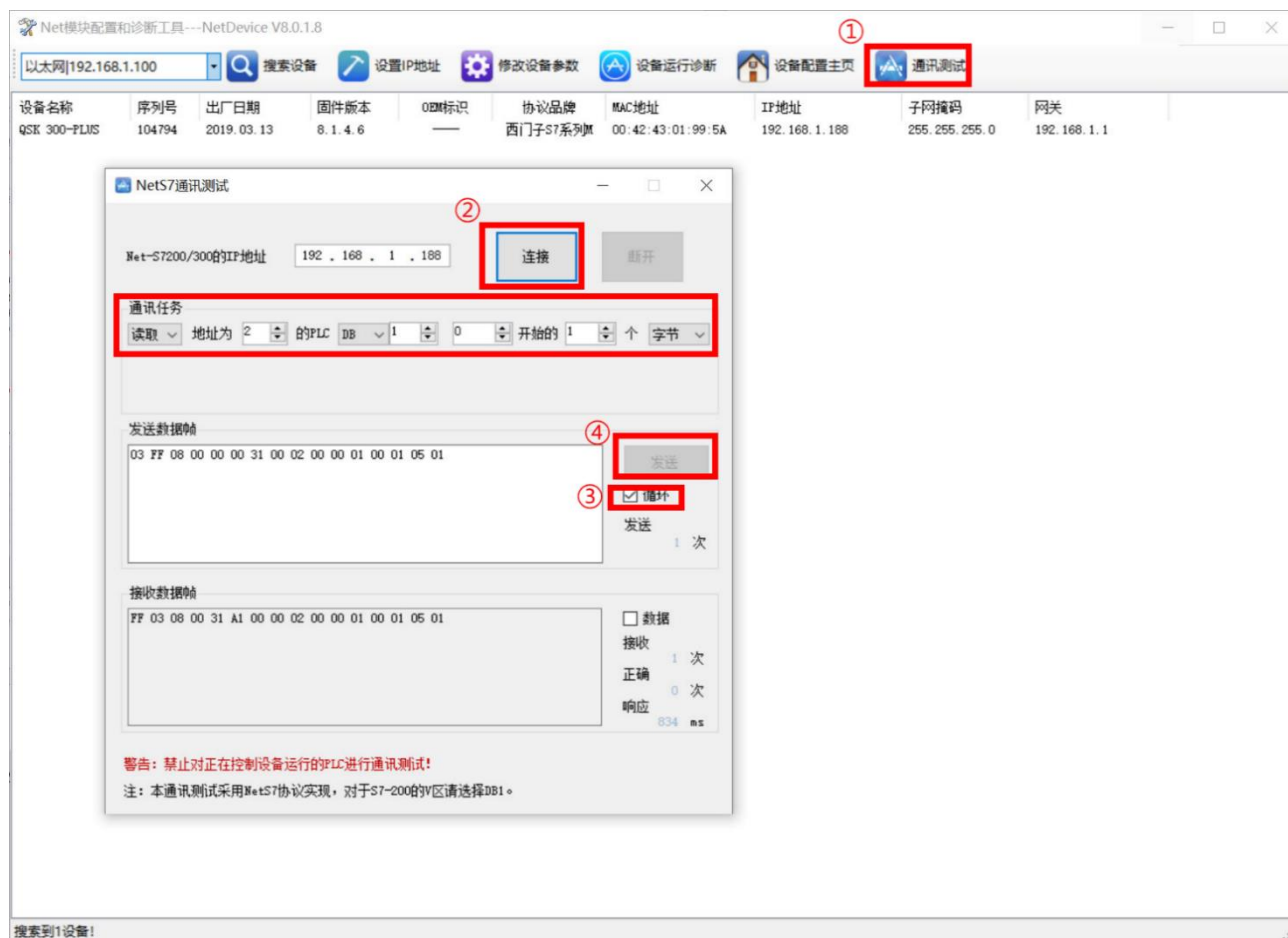 Net模块配置和诊断工具---NetDevice V8.0.1.8
①
以太网|192.168.1.100 搜索设备 设置IP地址 修改设备参数 设备运行诊断 设备配置主页 通讯测试
设备名称 序列号 出厂日期 固件版本 OEM标识 协议品牌 MAC地址 IP地址 子网掩码 网关
QSK 300-PLUS 104794 2019.03.13 8.1.4.6 —— 西门子S7系列M 00:42:43:01:99:5A 192.168.1.188 255.255.255.0 192.168.1.1
NetS7通讯测试
②
Net-S7200/300的IP地址 192 . 168 . 1 . 188 连接 断开
通讯任务
读取 地址为 2 的PLC DB 1 0 开始的 1 个 字节
发送数据帧
④
03 FF 08 00 00 00 31 00 02 00 00 01 00 01 05 01
发送
③ 循环
发送
1 次
接收数据帧
FF 03 08 00 31 A1 00 00 02 00 00 01 00 01 05 01
数据
接收
1 次
正确
0 次
响应
834 ms
警告：禁止对正在控制设备运行的PLC进行通讯测试!
注：本通讯测试采用NetS7协议实现，对于S7-200的V区请选择DB1。
搜索到1设备!